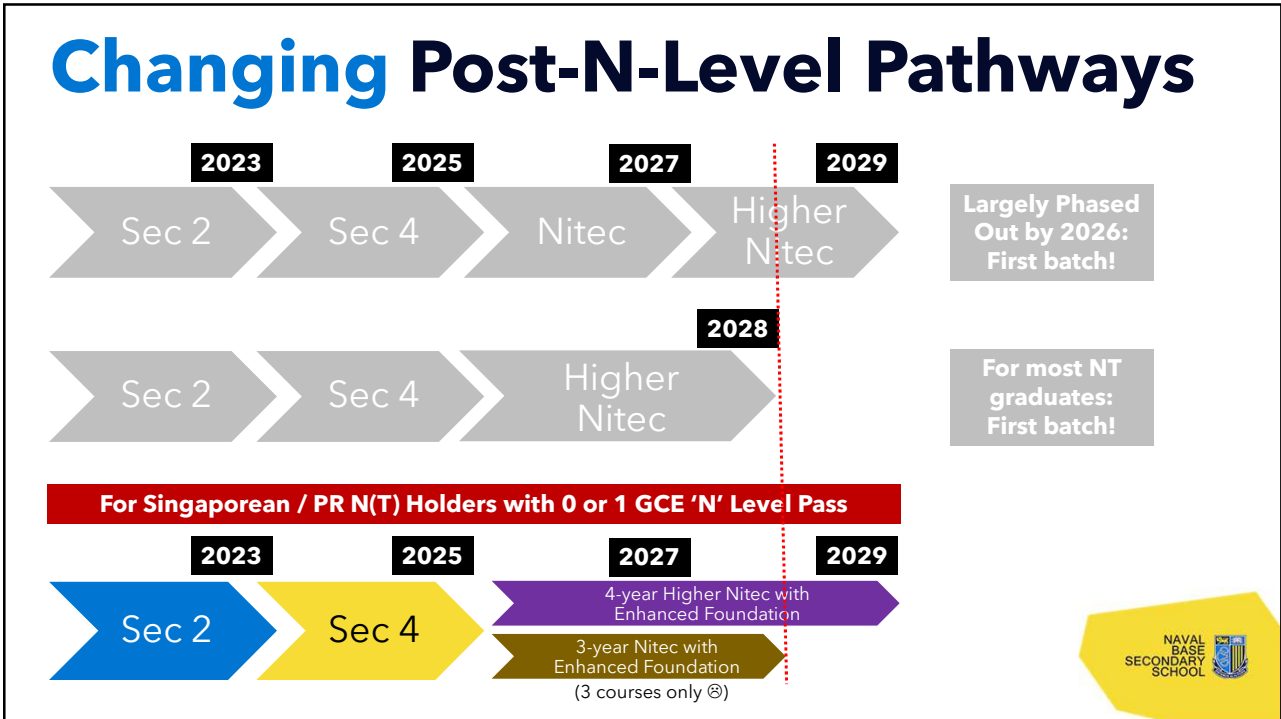 Changing Post-N-Level Pathways
2023
2025
2027
2029
Sec 2
Sec 4
Nitec
Higher
Nitec
Largely Phased
Out by 2026:
First batch!
2028
Sec 2
Sec 4
Higher
Nitec
For most NT
graduates:
First batch!
For Singaporean / PR N(T) Holders with 0 or 1 GCE ‘N’ Level Pass
2023
2025
2027
2029
Sec 2
Sec 4
4-year Higher Nitec with
Enhanced Foundation
3-year Nitec with
Enhanced Foundation
(3 courses only ☹)
NAVAL
BASE
SECONDARY
SCHOOL